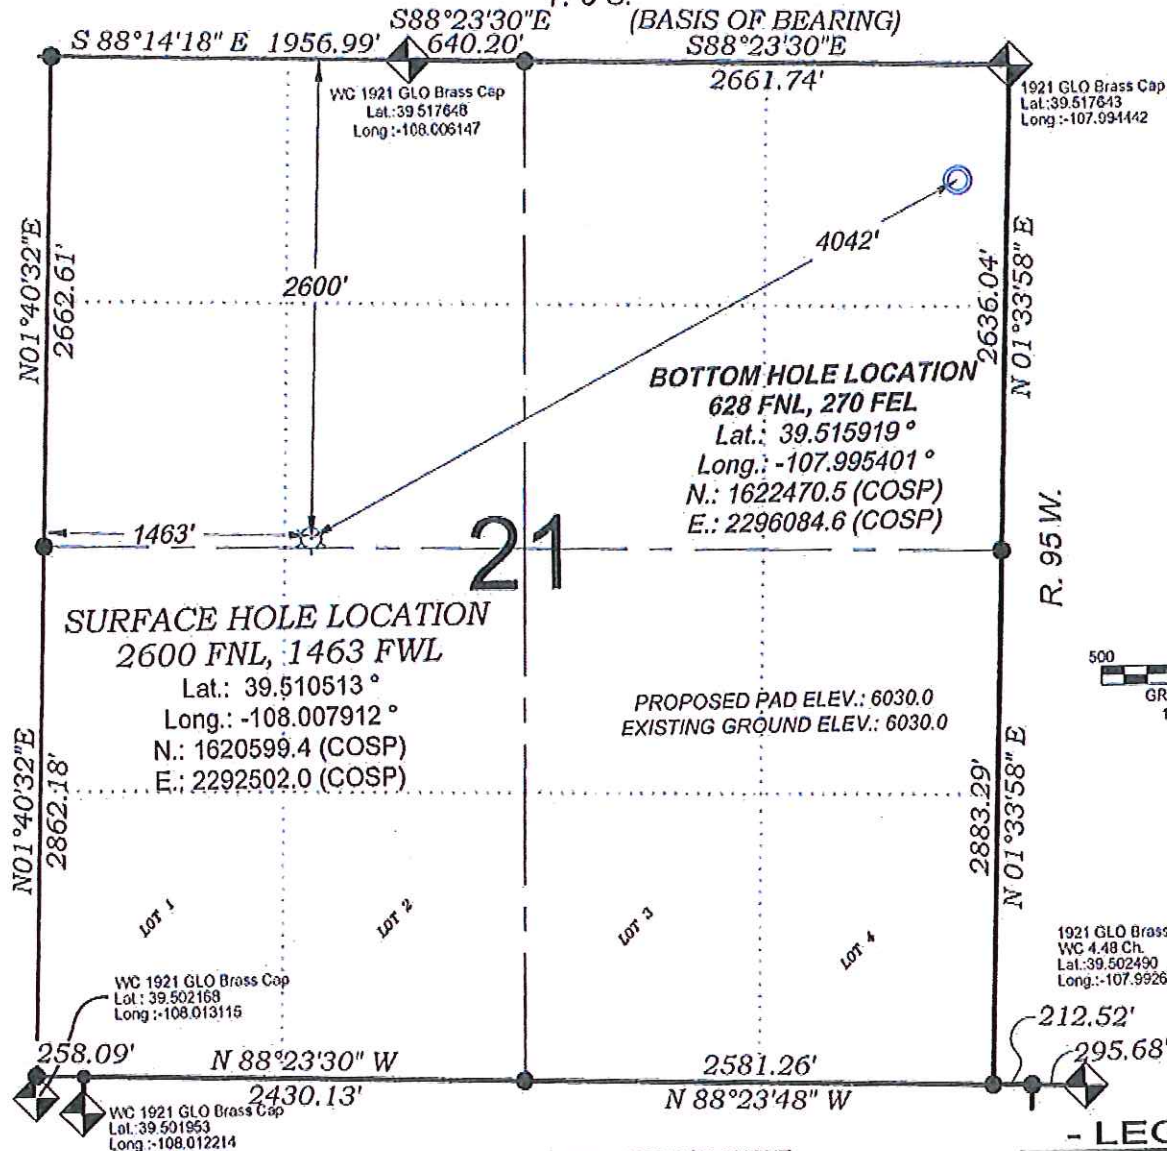 S88°23'30"E (BASIS OF BEARING)
S 88°14'18" E 1956.99' 640.20' S88°23'30"E
2661.74'
WC 1921 GLO Brass Cap
Lat.:39.517648
Long.:-108.006147
1921 GLO Brass Cap
Lat.:39.517643
Long.:-107.994442
N01°40'32"E
2662.61'
2600'
4042'
2636.04'
N 01°33'58" E
BOTTOM HOLE LOCATION
628 FNL, 270 FEL
Lat.: 39.515919°
Long.: -107.995401°
N.: 1622470.5 (COSP)
E.: 2296084.6 (COSP)
1463'
21
R. 95 W.
SURFACE HOLE LOCATION
2600 FNL, 1463 FWL
Lat.: 39.510513°
Long.: -108.007912°
N.: 1620599.4 (COSP)
E.: 2292502.0 (COSP)
PROPOSED PAD ELEV.: 6030.0
EXISTING GROUND ELEV.: 6030.0
500
GR
1
N01°40'32"E
2862.18'
2883.29'
N 01°33'58" E
LOT 1
LOT 2
LOT 3
LOT 4
WC 1921 GLO Brass Cap
Lat.: 39.502168
Long.:-108.013115
1921 GLO Brass
WC 4.48 Ch.
Lat.:39.502490
Long.:-107.9926
212.52'
295.68'
258.09' N 88°23'30" W
2430.13'
2581.26'
N 88°23'48" W
WC 1921 GLO Brass Cap
Lat.:39.501953
Long.:-108.012214
- LEG